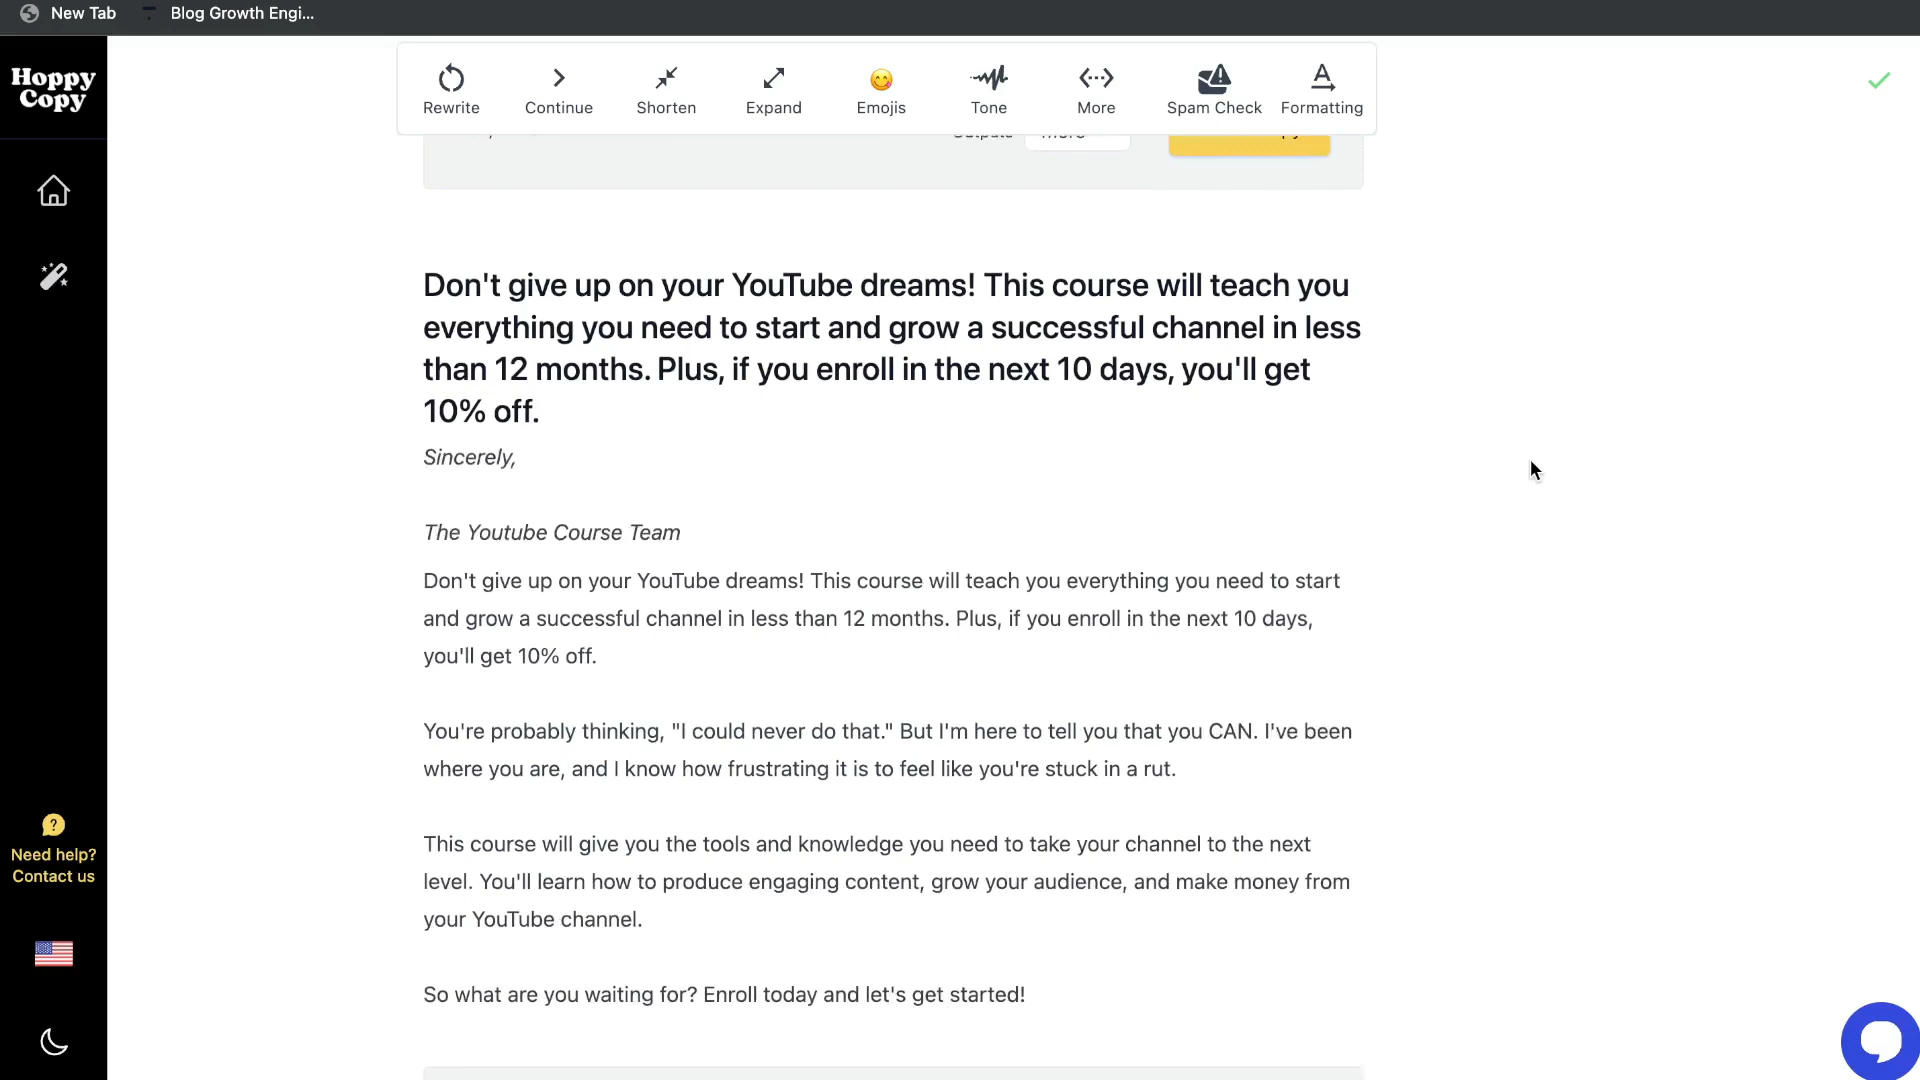 New Tab
Blog Growth Engi...
Hoppy
Copy
Rewrite
Continue
Shorten
Expand
Emojis
Tone
More
Spam Check
Formatting
Don't give up on your YouTube dreams! This course will teach you
everything you need to start and grow a successful channel in less
than 12 months. Plus, if you enroll in the next 10 days, you'll get
10% off.
Sincerely,
The Youtube Course Team
Don't give up on your YouTube dreams! This course will teach you everything you need to start
and grow a successful channel in less than 12 months. Plus, if you enroll in the next 10 days,
you'll get 10% off.
You're probably thinking, "I could never do that." But I'm here to tell you that you CAN. I've been
where you are, and I know how frustrating it is to feel like you're stuck in a rut.
This course will give you the tools and knowledge you need to take your channel to the next
level. You'll learn how to produce engaging content, grow your audience, and make money from
your YouTube channel.
So what are you waiting for? Enroll today and let's get started!
Need help?
Contact us